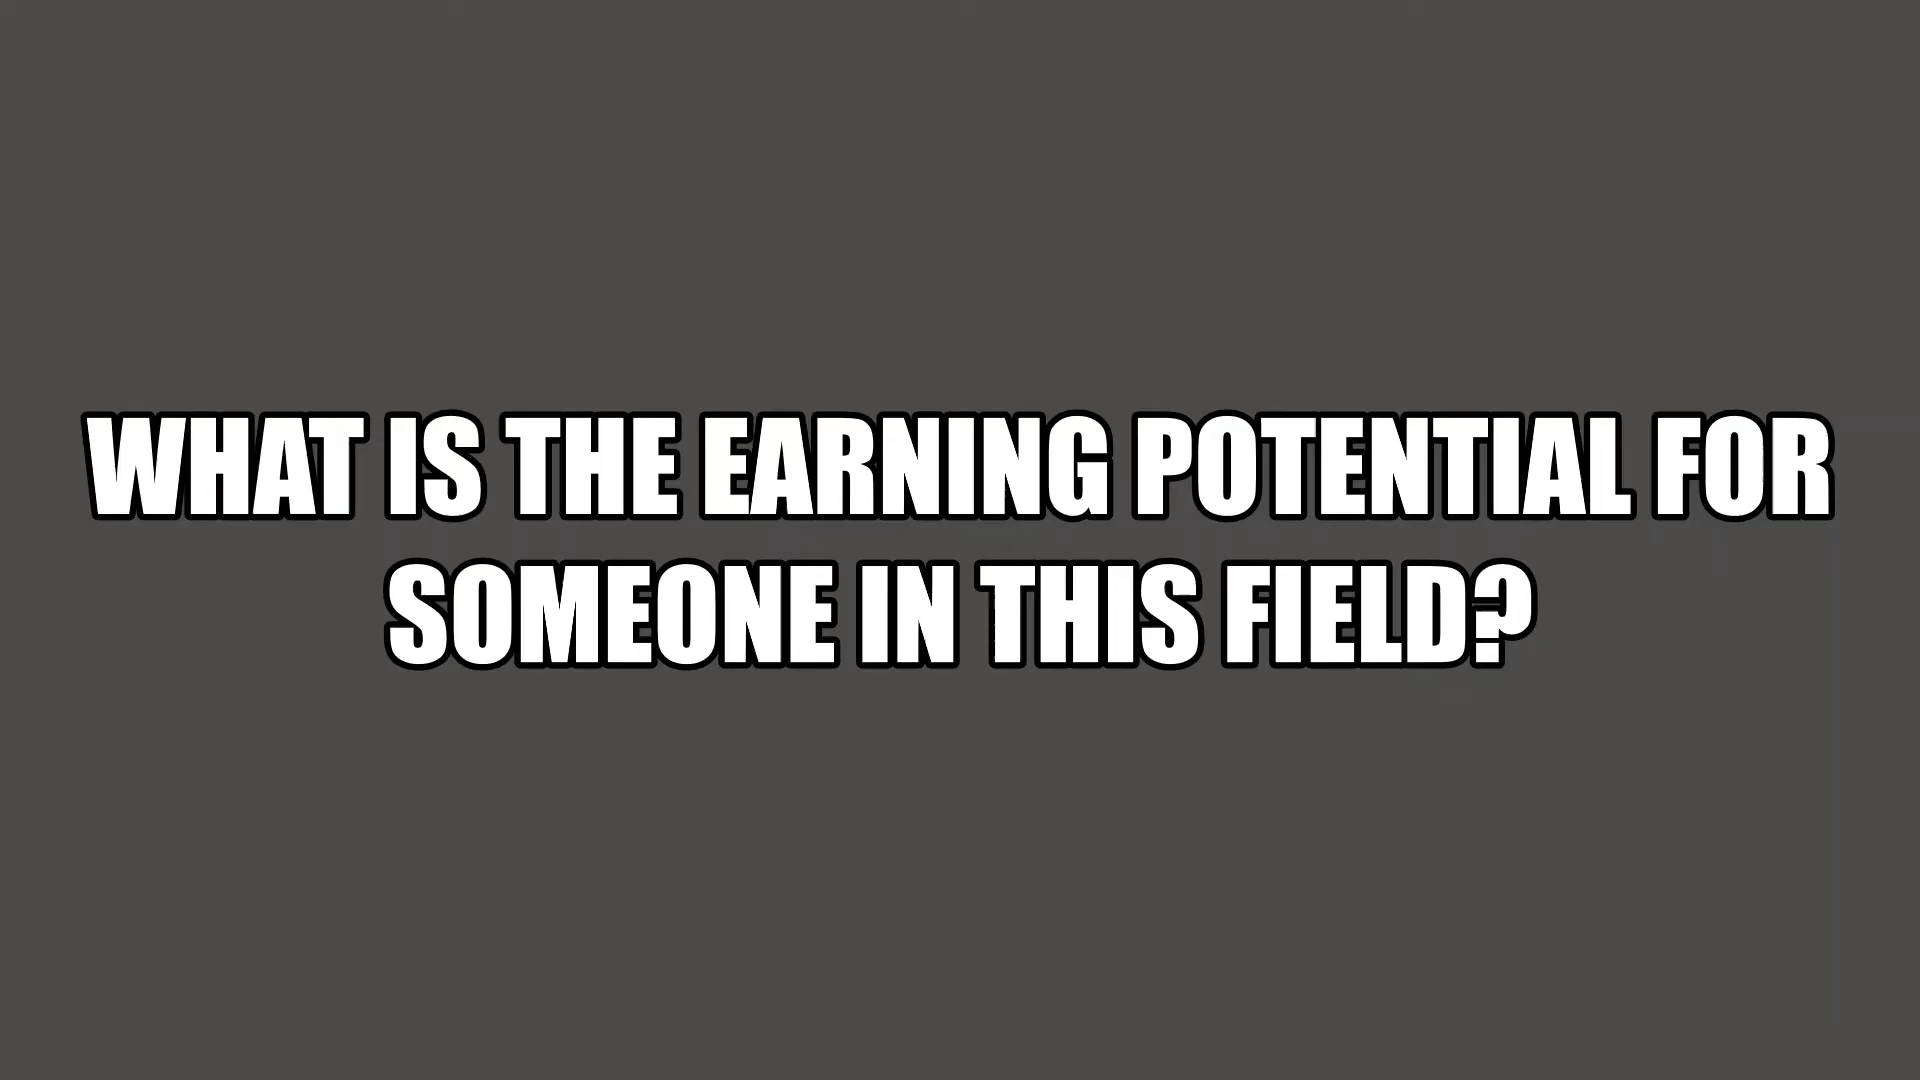 WHAT IS THE EARNING POTENTIAL FOR
SOMEONE IN THIS FIELD?